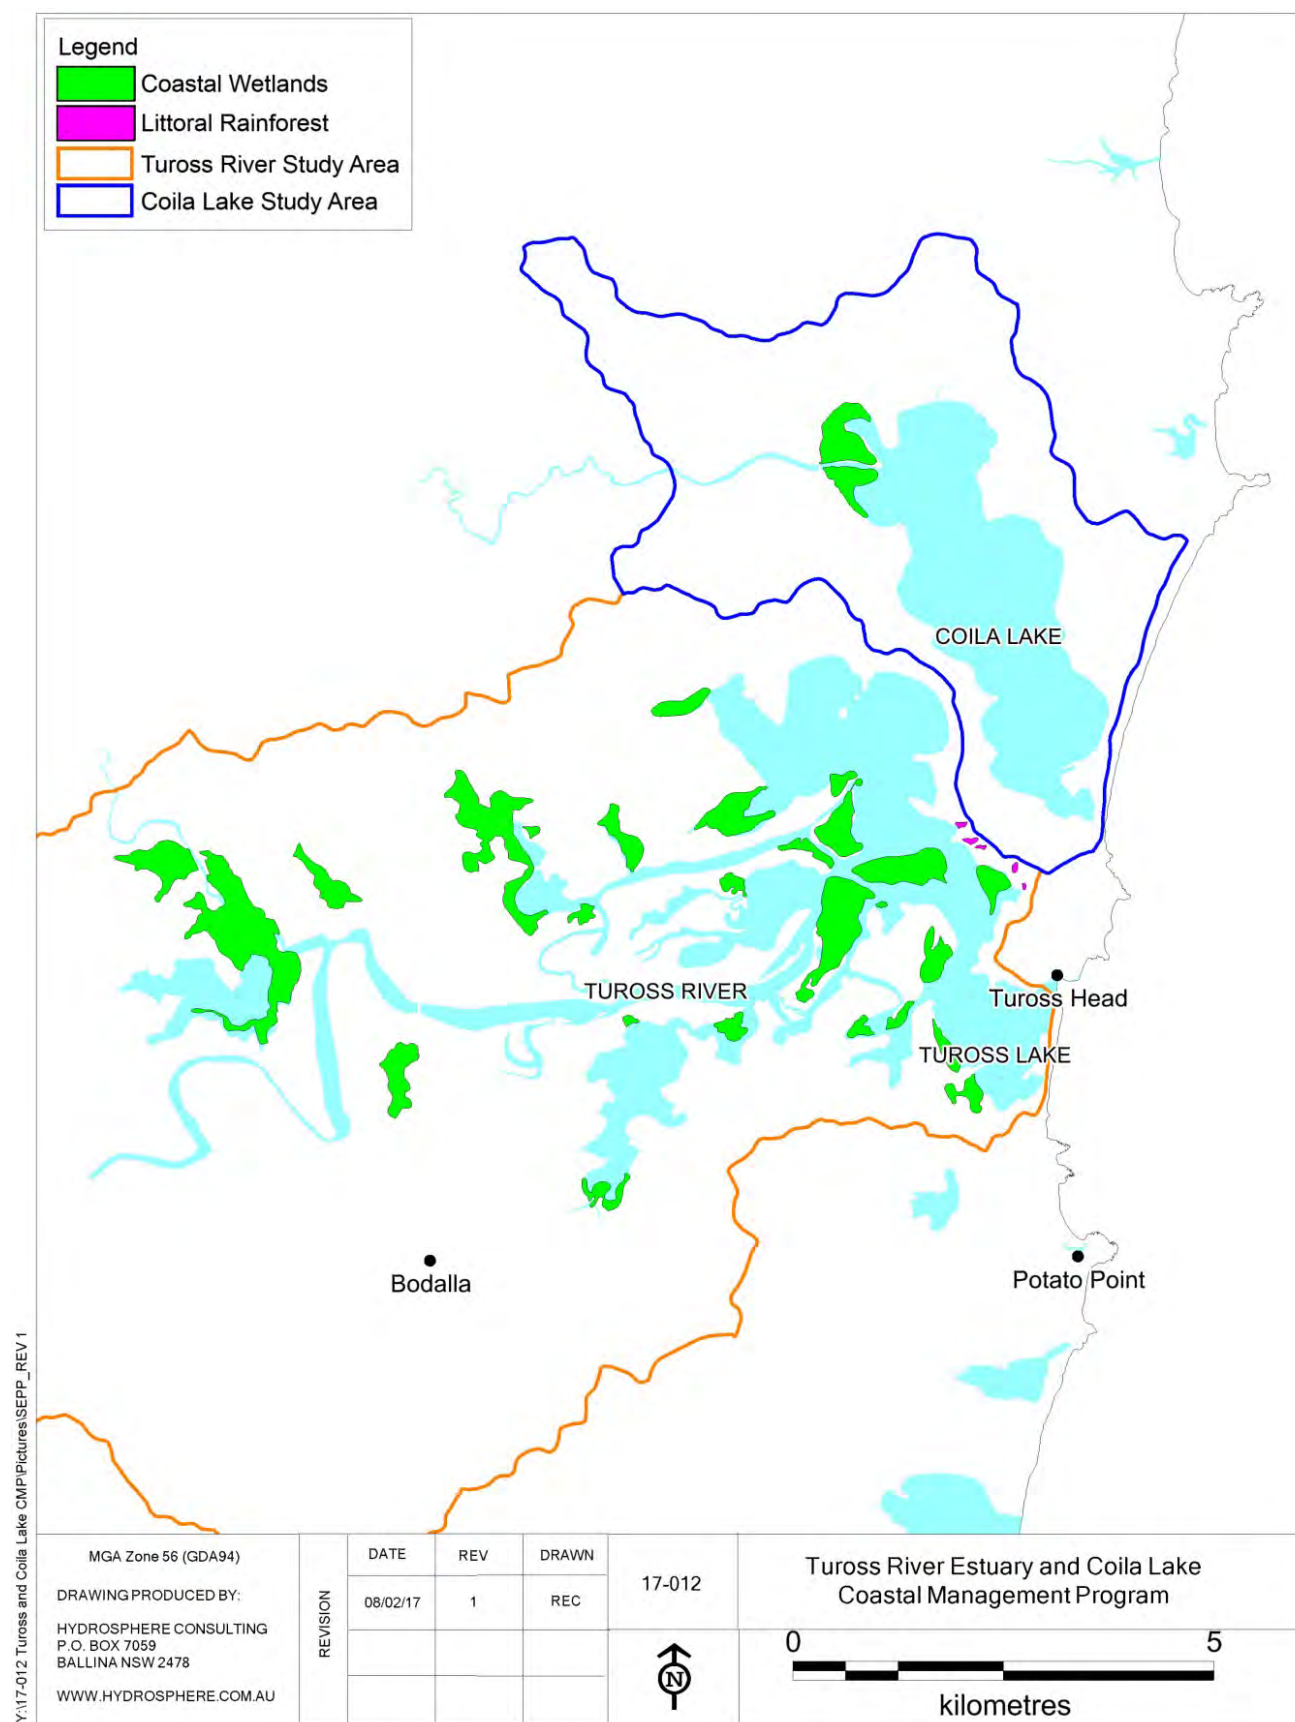 Legend
Coastal Wetlands
Littoral Rainforest
Tuross River Study Area
Coila Lake Study Area
COILA LAKE
TUROSS RIVER
Tuross Head
TUROSS LAKE
Bodalla
Potato Point
Y:\17-012 Tuross and Coila Lake CMP\Pictures\SEPP_REV1
MGA Zone 56 (GDA94)
DRAWING PRODUCED BY:
HYDROSPHERE CONSULTING
P.O. BOX 7059
BALLINA NSW 2478
WWW.HYDROSPHERE.COM.AU
REVISION
DATE REV DRAWN
08/02/17 1 REC
17-012
N
Tuross River Estuary and Coila Lake
Coastal Management Program
0 5
kilometres